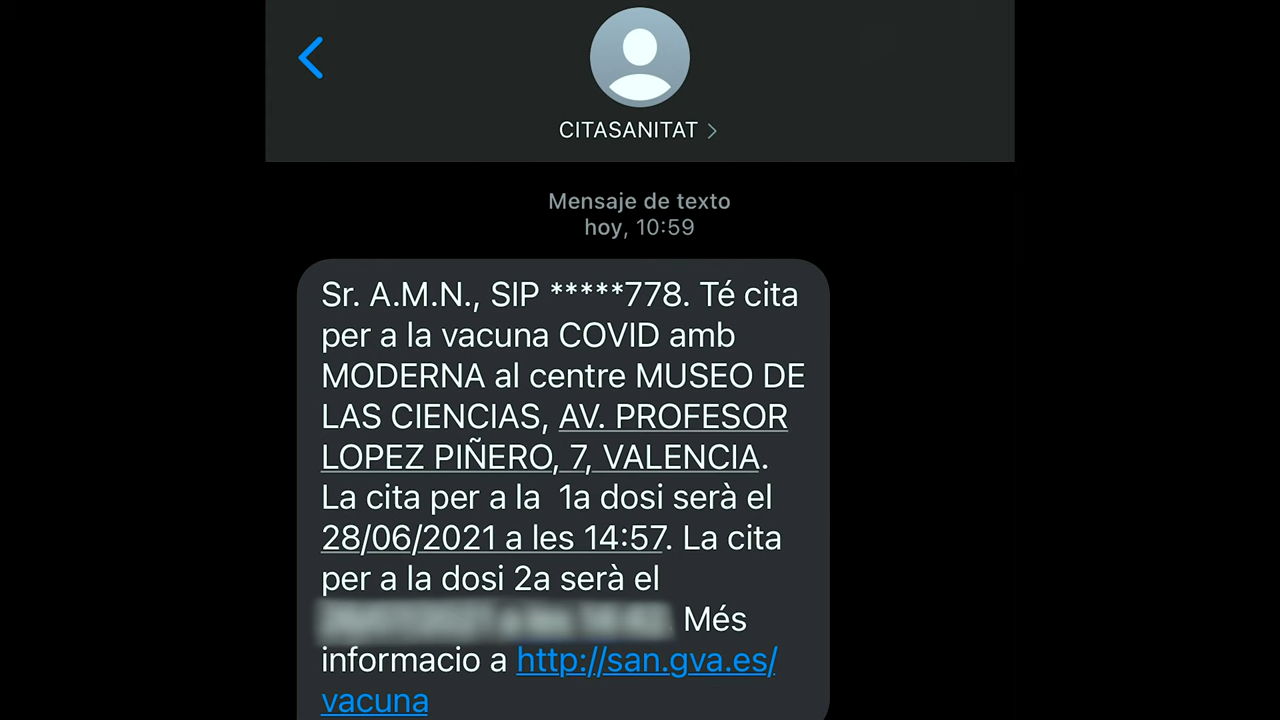 CITASANITAT
Mensaje de texto
hoy, 10:59
Sr. A.M.N., SIP *****778. Té cita
per a la vacuna COVID amb
MODERNA al centre MUSEO DE
LAS CIENCIAS, AV. PROFESOR
LOPEZ PIÑERO, 7, VALENCIA.
La cita per a la  1a dosi serà el
28/06/2021 a les 14:57. La cita
per a la dosi 2a serà el
Més
informacio a http://san.gva.es/
vacuna